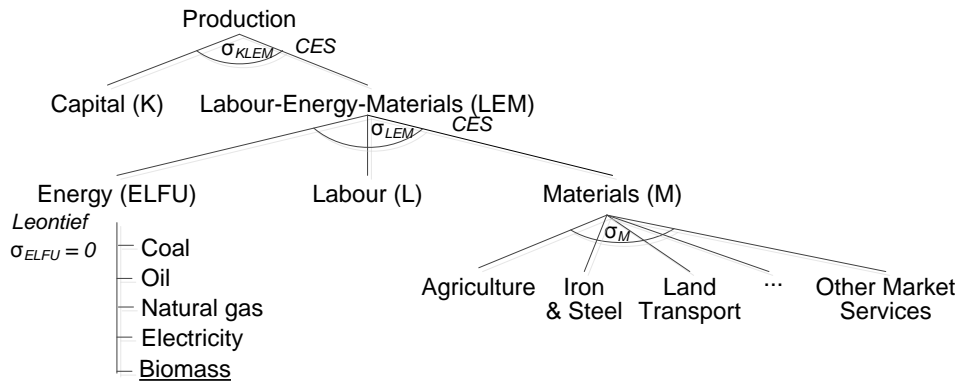 Production
σKLEM CES
Capital (K) Labour-Energy-Materials (LEM)
σLEM CES
Energy (ELFU) Labour (L) Materials (M)
Leontief
σELFU = 0
Coal
Oil
Natural gas
Electricity
Biomass
σM
Agriculture Iron & Steel Land Transport ... Other Market Services